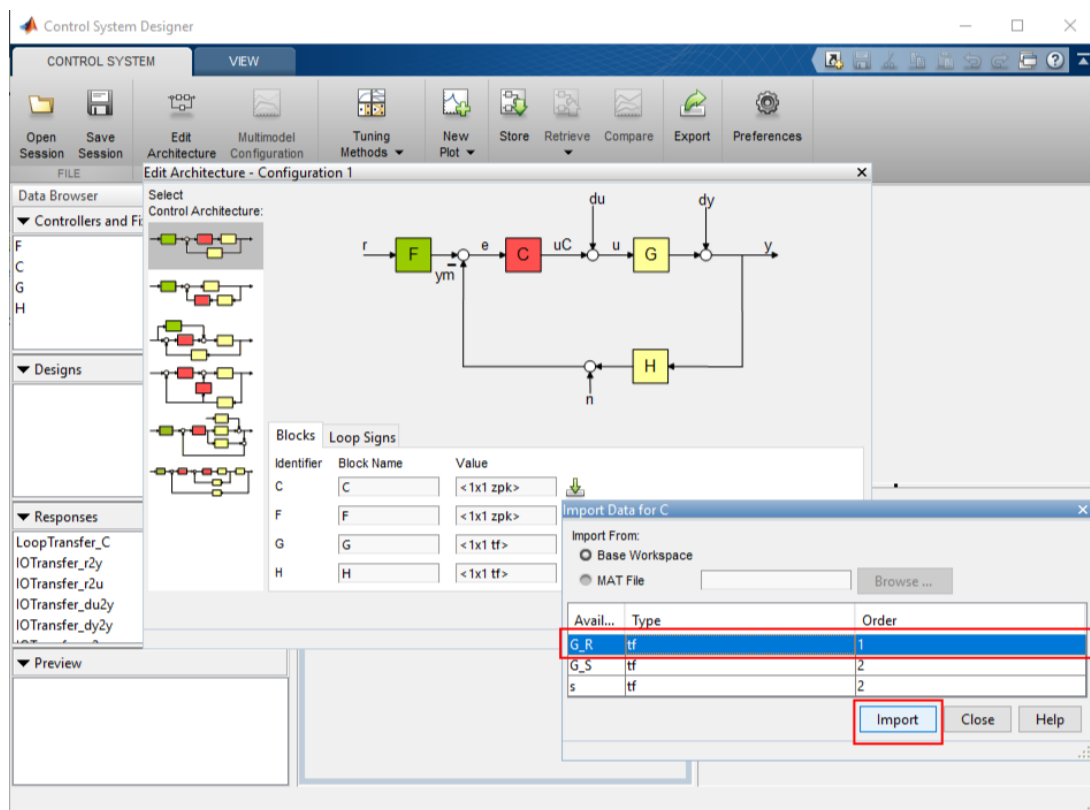 Control System Designer
CONTROL SYSTEM VIEW
Open Session Save Session Edit Architecture Multimodel Configuration Tuning Methods New Plot Store Retrieve Compare Export Preferences
FILE
Edit Architecture - Configuration 1
Data Browser
Controllers and Fi
F
C
G
H
Designs
Responses
LoopTransfer_C
IOTransfer_r2y
IOTransfer_r2u
IOTransfer_du2y
IOTransfer_dy2y
Preview
Select
Control Architecture:
du dy
r F e C uC u G y
ym
H
n
Blocks Loop Signs
Identifier Block Name Value
C C <1x1 zpk>
F F <1x1 zpk>
G G <1x1 tf>
H H <1x1 tf>
Import Data for C
Import From:
Base Workspace
MAT File Browse ...
Avail... Type Order
G_R tf 1
G_S tf 2
s tf 2
Import Close Help